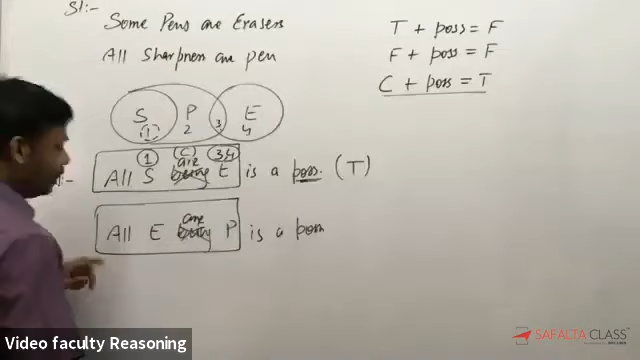 St:-
Some Pens are Erasers
All Sharpners are pen
T + poss = F
F + poss = F
C + poss = T
S P E
1 2 3 4
1 (C) 3,4
are
All S being E is a poss. (T)
:-
are
All E being P is a poss
Video faculty Reasoning
SAFALTA CLASS